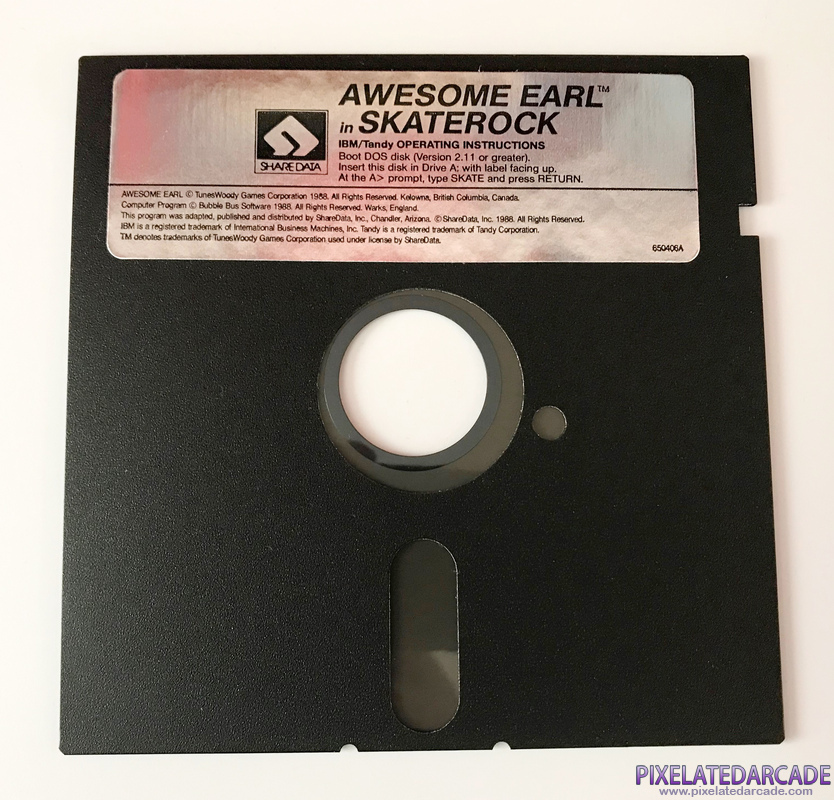 AWESOME EARL™
in SKATEROCK
SHAREDATA
IBM/Tandy OPERATING INSTRUCTIONS
Boot DOS disk (Version 2.11 or greater).
Insert this disk in Drive A: with label facing up.
At the A> prompt, type SKATE and press RETURN.
AWESOME EARL © TunesWoody Games Corporation 1988. All Rights Reserved. Kelowna, British Columbia, Canada.
Computer Program © Bubble Bus Software 1988. All Rights Reserved. Warks, England.
This program was adapted, published and distributed by ShareData, Inc., Chandler, Arizona. ©ShareData, Inc. 1988. All Rights Reserved.
IBM is a registered trademark of International Business Machines, Inc. Tandy is a registered trademark of Tandy Corporation.
TM denotes trademarks of TunesWoody Games Corporation used under license by ShareData.
650406A
PIXELATEDARCADE
www.pixelatedarcade.com